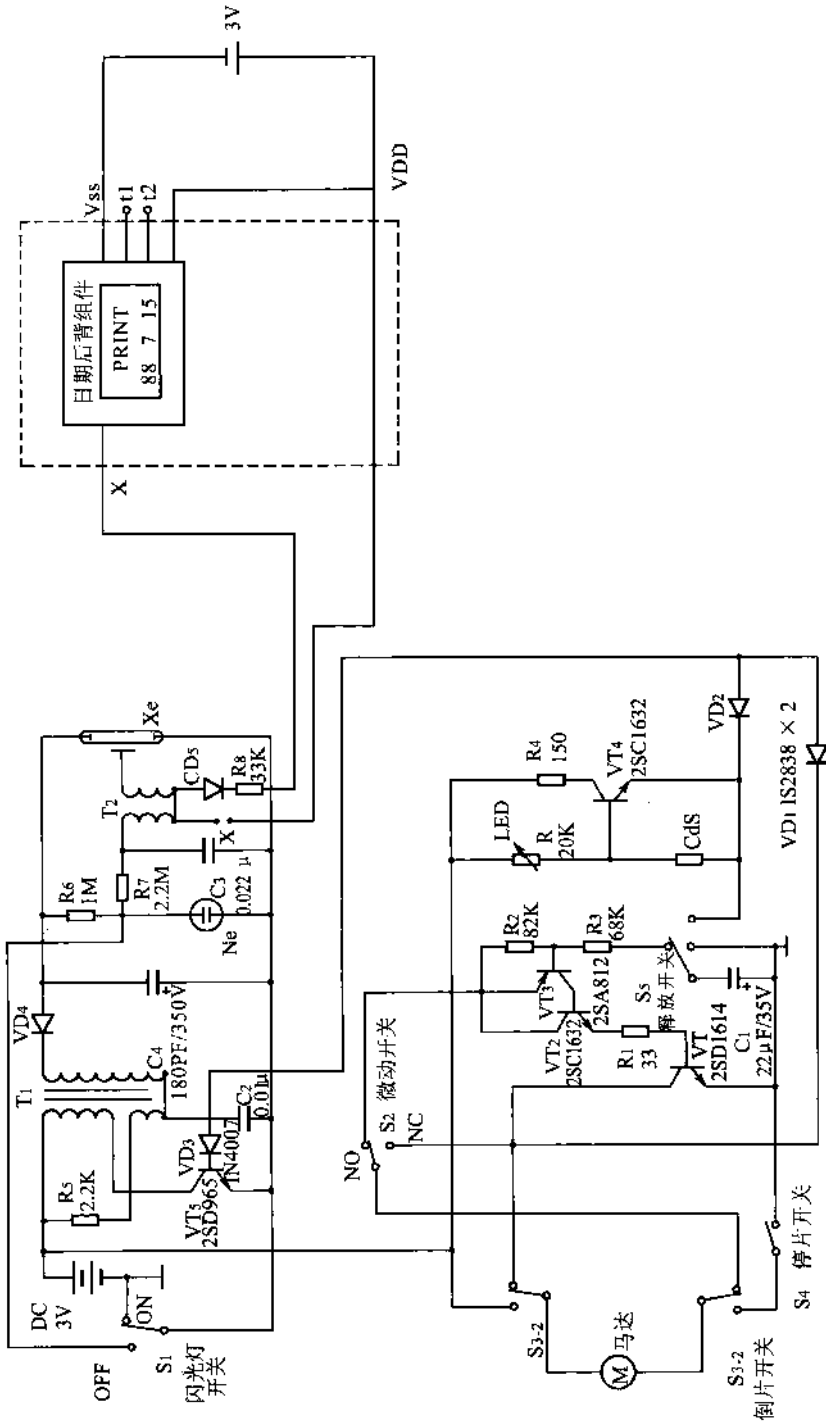 3V
Vss
t1
t2
VDD
日期后背组件
PRINT
88 7 15
X
Xe
T2
CD5
R8
33K
X
R6
1M
R7
2.2M
C3
0.022 μ
Ne
VD4
T1
C4
180PF/350V
C2
0.01μ
VD3
IN4007
VT5
2SD965
R5
2.2K
DC
3V
ON
OFF
S1
闪光灯
开关
VD2
R4
150
VT4
2SC1632
LED
R
20K
CdS
VD1 IS2838 × 2
R2
82K
R3
68K
VT3
2SA812
VT2
2SC1632
S5
释放开关
R1
33
VT
2SD1614
C1
22μF/35V
S2 微动开关
NO
NC
S3-2
M
马达
S3-2
倒片开关
S4 停片开关